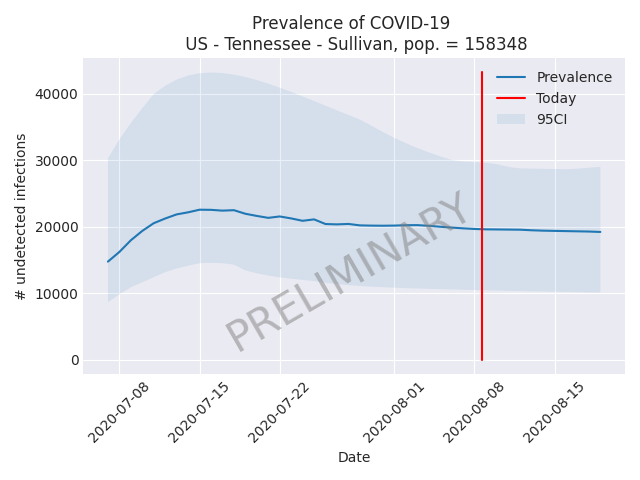 Prevalence of COVID-19
US - Tennessee - Sullivan, pop. = 158348
Prevalence
Today
95CI
# undetected infections
40000
30000
20000
10000
0
PRELIMINARY
2020-07-08
2020-07-15
2020-07-22
2020-08-01
2020-08-08
2020-08-15
Date